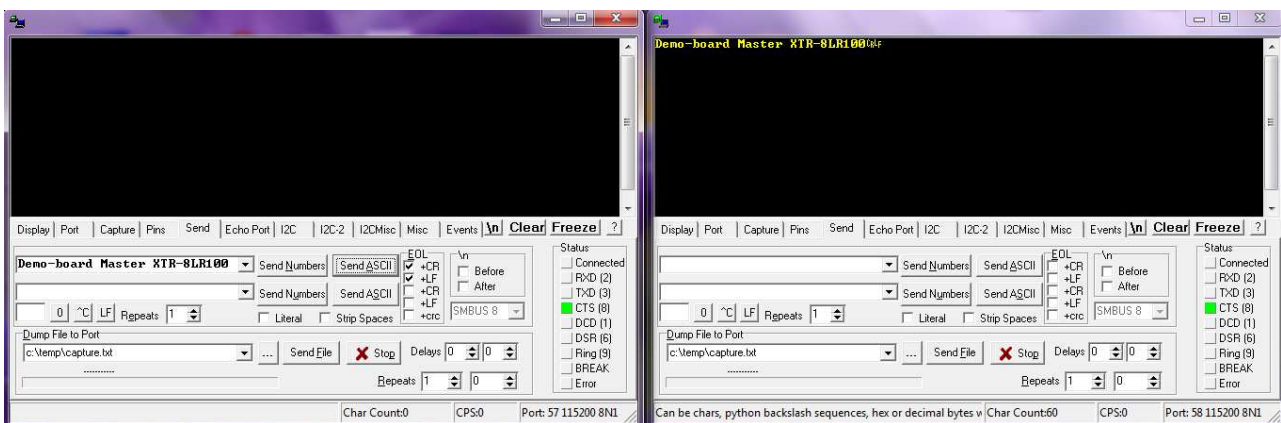 Demo-board Master XTR-8LR100CRLF
Display Port Capture Pins Send Echo Port I2C I2C-2 I2CMisc Misc Events \n Clear Freeze ?
EOL \n Status
Demo-board Master XTR-8LR100 Send Numbers Send ASCII +CR Before Connected
+LF After RXD (2)
Send Numbers Send ASCII +CR TXD (3)
+LF SMBUS 8 CTS (8)
0 ^C LF Repeats 1 Literal Strip Spaces +crc DCD (1)
Dump File to Port DSR (6)
c:\temp\capture.txt ... Send File Stop Delays 0 0 Ring (9)
BREAK
Repeats 1 0 Error
Char Count:0 CPS:0 Port: 57 115200 8N1
Display Port Capture Pins Send Echo Port I2C I2C-2 I2CMisc Misc Events \n Clear Freeze ?
EOL \n Status
Send Numbers Send ASCII +CR Before Connected
+LF After RXD (2)
Send Numbers Send ASCII +CR TXD (3)
+LF SMBUS 8 CTS (8)
0 ^C LF Repeats 1 Literal Strip Spaces +crc DCD (1)
Dump File to Port DSR (6)
c:\temp\capture.txt ... Send File Stop Delays 0 0 Ring (9)
BREAK
Repeats 1 0 Error
Can be chars, python backslash sequences, hex or decimal bytes Char Count:60 CPS:0 Port: 58 115200 8N1